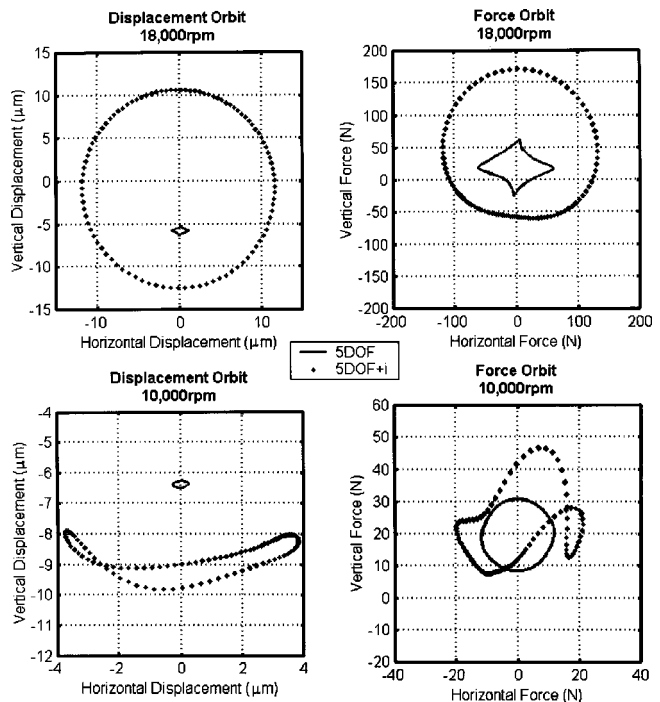 Displacement Orbit
18,000rpm
Vertical Displacement (μm)
15
10
5
0
-5
-10
-15
-10
0
10
Horizontal Displacement (μm)
Force Orbit
18,000rpm
Vertical Force (N)
200
150
100
50
0
-50
-100
-150
-200
-200
-100
0
100
200
Horizontal Force (N)
5DOF
5DOF+i
Displacement Orbit
10,000rpm
Vertical Displacement (μm)
-4
-5
-6
-7
-8
-9
-10
-11
-12
-4
-2
0
2
4
Horizontal Displacement (μm)
Force Orbit
10,000rpm
Vertical Force (N)
60
50
40
30
20
10
0
-10
-20
-40
-20
0
20
40
Horizontal Force (N)